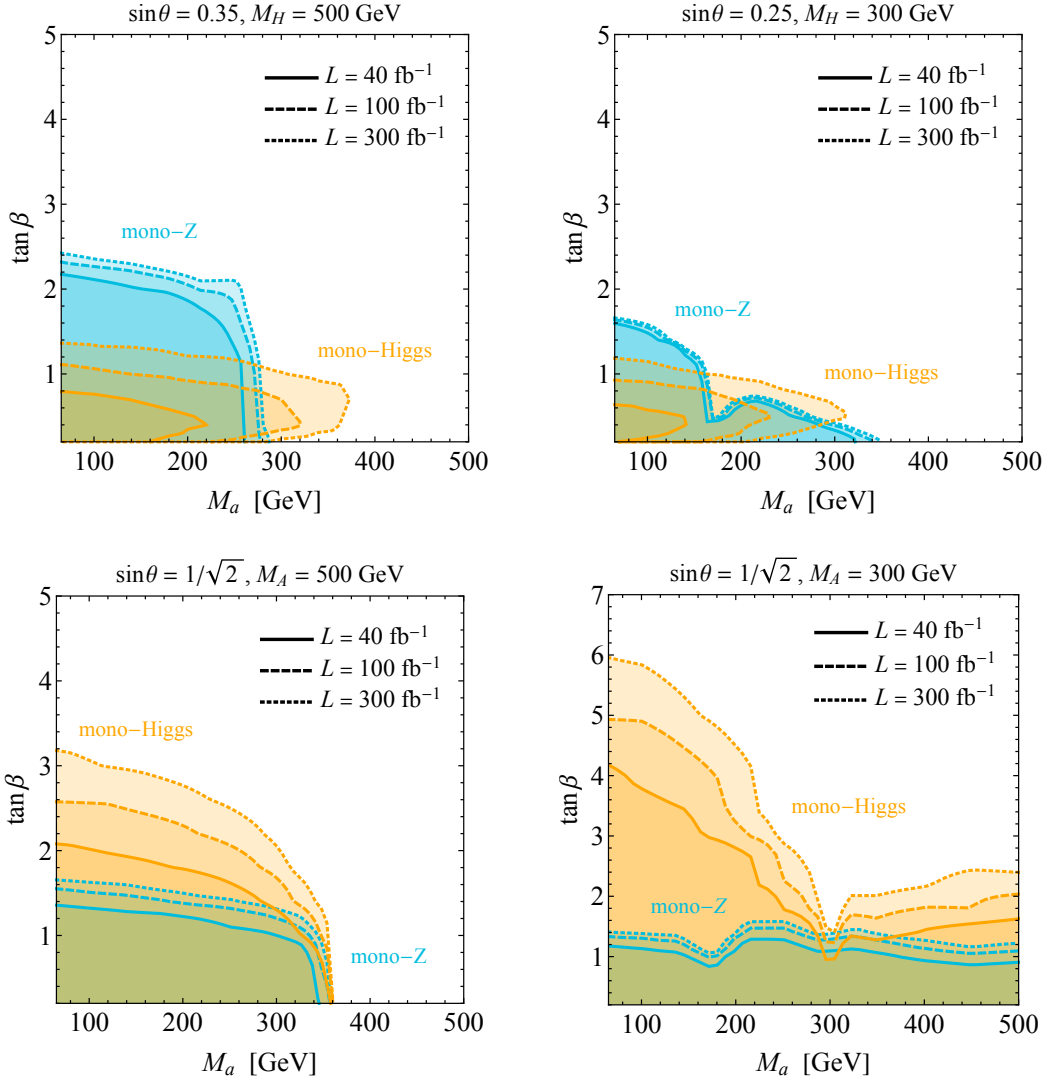 sinθ = 0.35, M_H = 500 GeV
5
4
3
2
1
tan β
L = 40 fb⁻¹
L = 100 fb⁻¹
L = 300 fb⁻¹
mono−Z
mono−Higgs
100 200 300 400 500
M_a [GeV]
sinθ = 0.25, M_H = 300 GeV
5
4
3
2
1
tan β
L = 40 fb⁻¹
L = 100 fb⁻¹
L = 300 fb⁻¹
mono−Z
mono−Higgs
100 200 300 400 500
M_a [GeV]
sinθ = 1/√2, M_A = 500 GeV
5
4
3
2
1
tan β
L = 40 fb⁻¹
L = 100 fb⁻¹
L = 300 fb⁻¹
mono−Higgs
mono−Z
100 200 300 400 500
M_a [GeV]
sinθ = 1/√2, M_A = 300 GeV
7
6
5
4
3
2
1
tan β
L = 40 fb⁻¹
L = 100 fb⁻¹
L = 300 fb⁻¹
mono−Higgs
mono−Z
100 200 300 400 500
M_a [GeV]